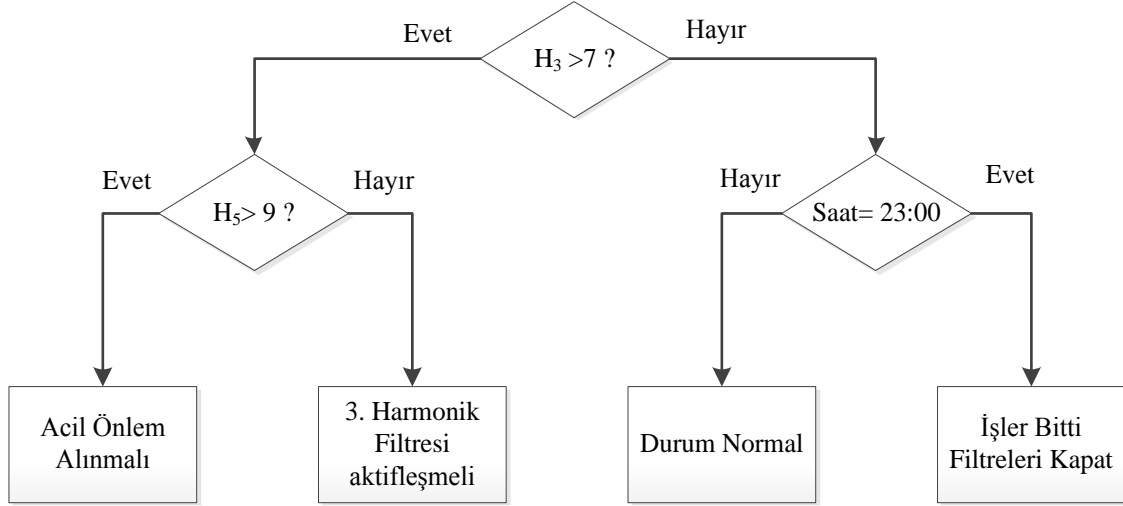 Evet
H₃ >7 ?
Hayır
Evet
H₅> 9 ?
Hayır
Hayır
Saat= 23:00
Evet
Acil Önlem
Alınmalı
3. Harmonik
Filtresi
aktifleşmeli
Durum Normal
İşler Bitti
Filtreleri Kapat